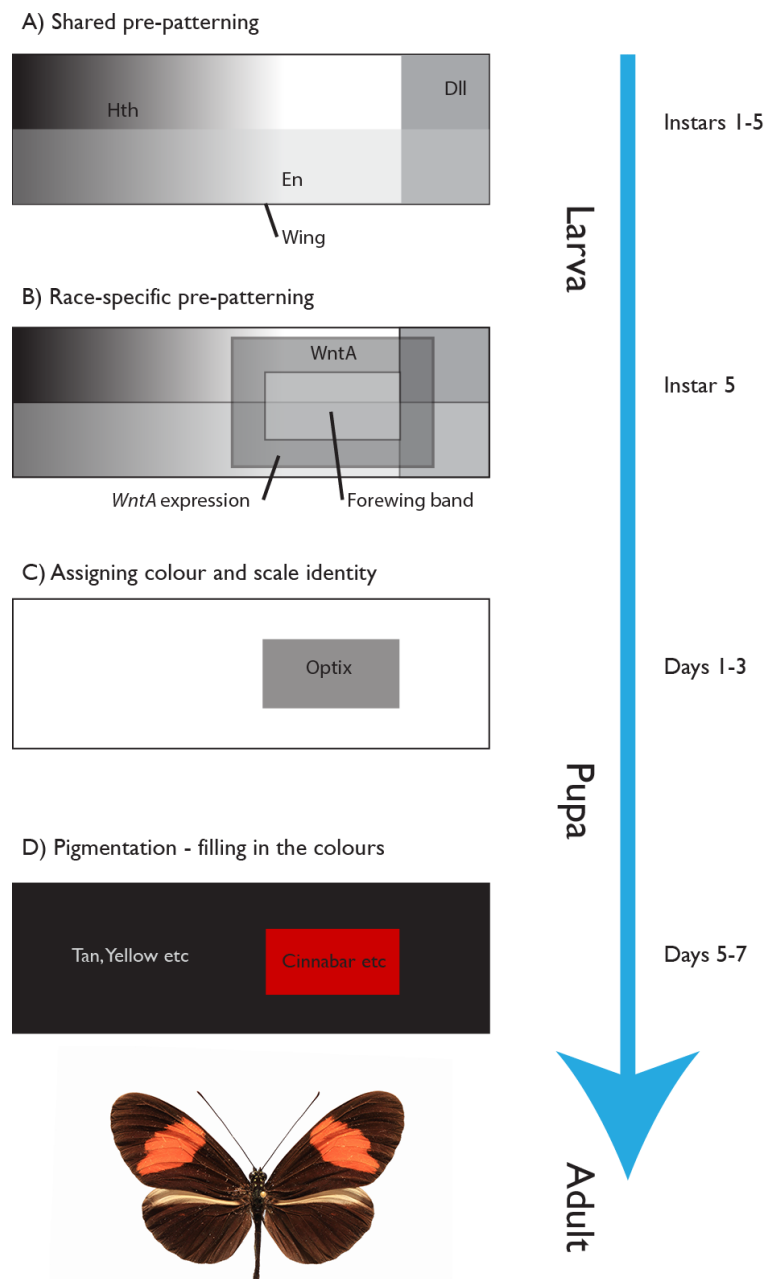 A) Shared pre-patterning
Hth
Dll
En
Wing
Instars 1-5
Larva
B) Race-specific pre-patterning
WntA
WntA expression
Forewing band
Instar 5
C) Assigning colour and scale identity
Optix
Days 1-3
Pupa
D) Pigmentation - filling in the colours
Tan, Yellow etc
Cinnabar etc
Days 5-7
Adult